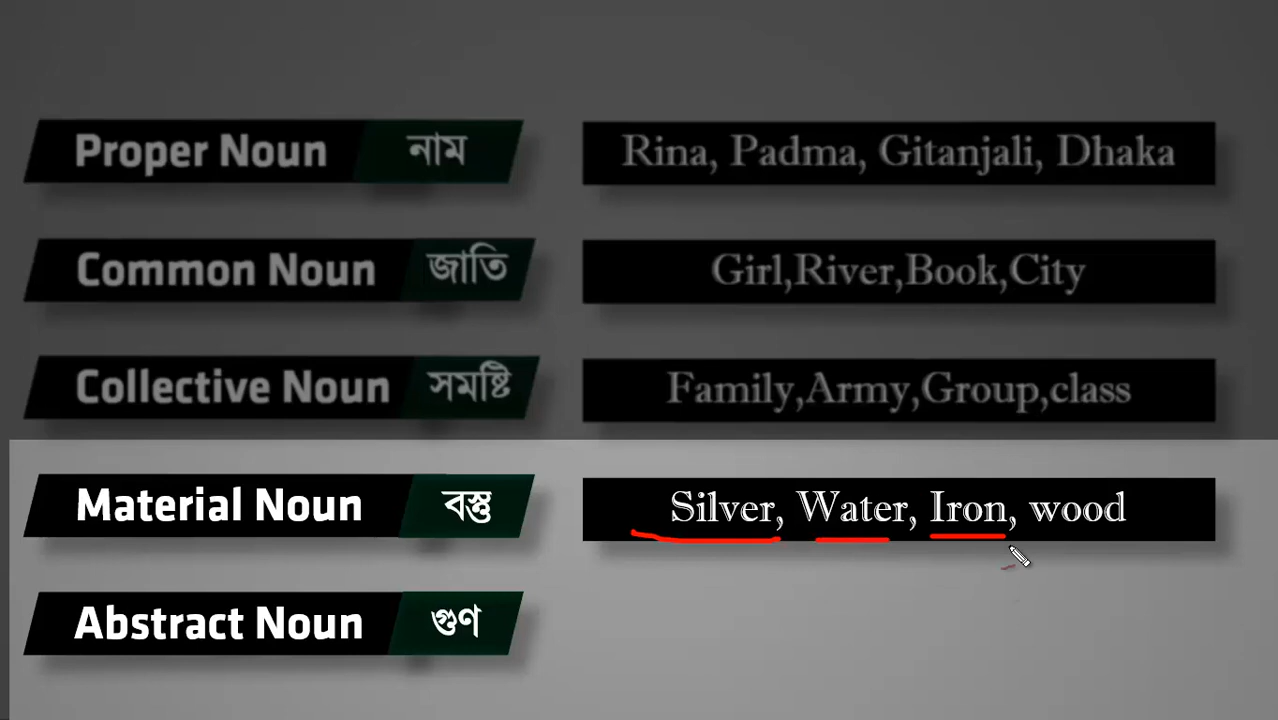 Proper Noun নাম Rina, Padma, Gitanjali, Dhaka
Common Noun জাতি Girl,River,Book,City
Collective Noun সমষ্টি Family,Army,Group,class
Material Noun বস্তু Silver, Water, Iron, wood
Abstract Noun গুণ